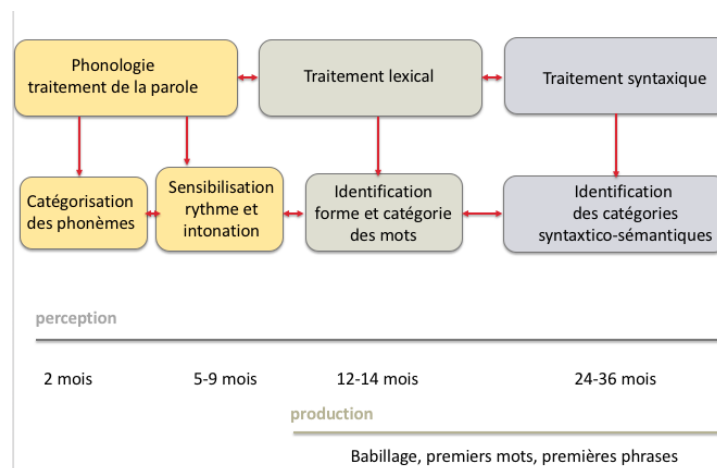 Phonologie
traitement de la parole
Traitement lexical
Traitement syntaxique
Catégorisation
des phonèmes
Sensibilisation
rythme et
intonation
Identification
forme et catégorie
des mots
Identification
des catégories
syntaxtico-sémantiques
perception
2 mois
5-9 mois
12-14 mois
24-36 mois
production
Babillage, premiers mots, premières phrases